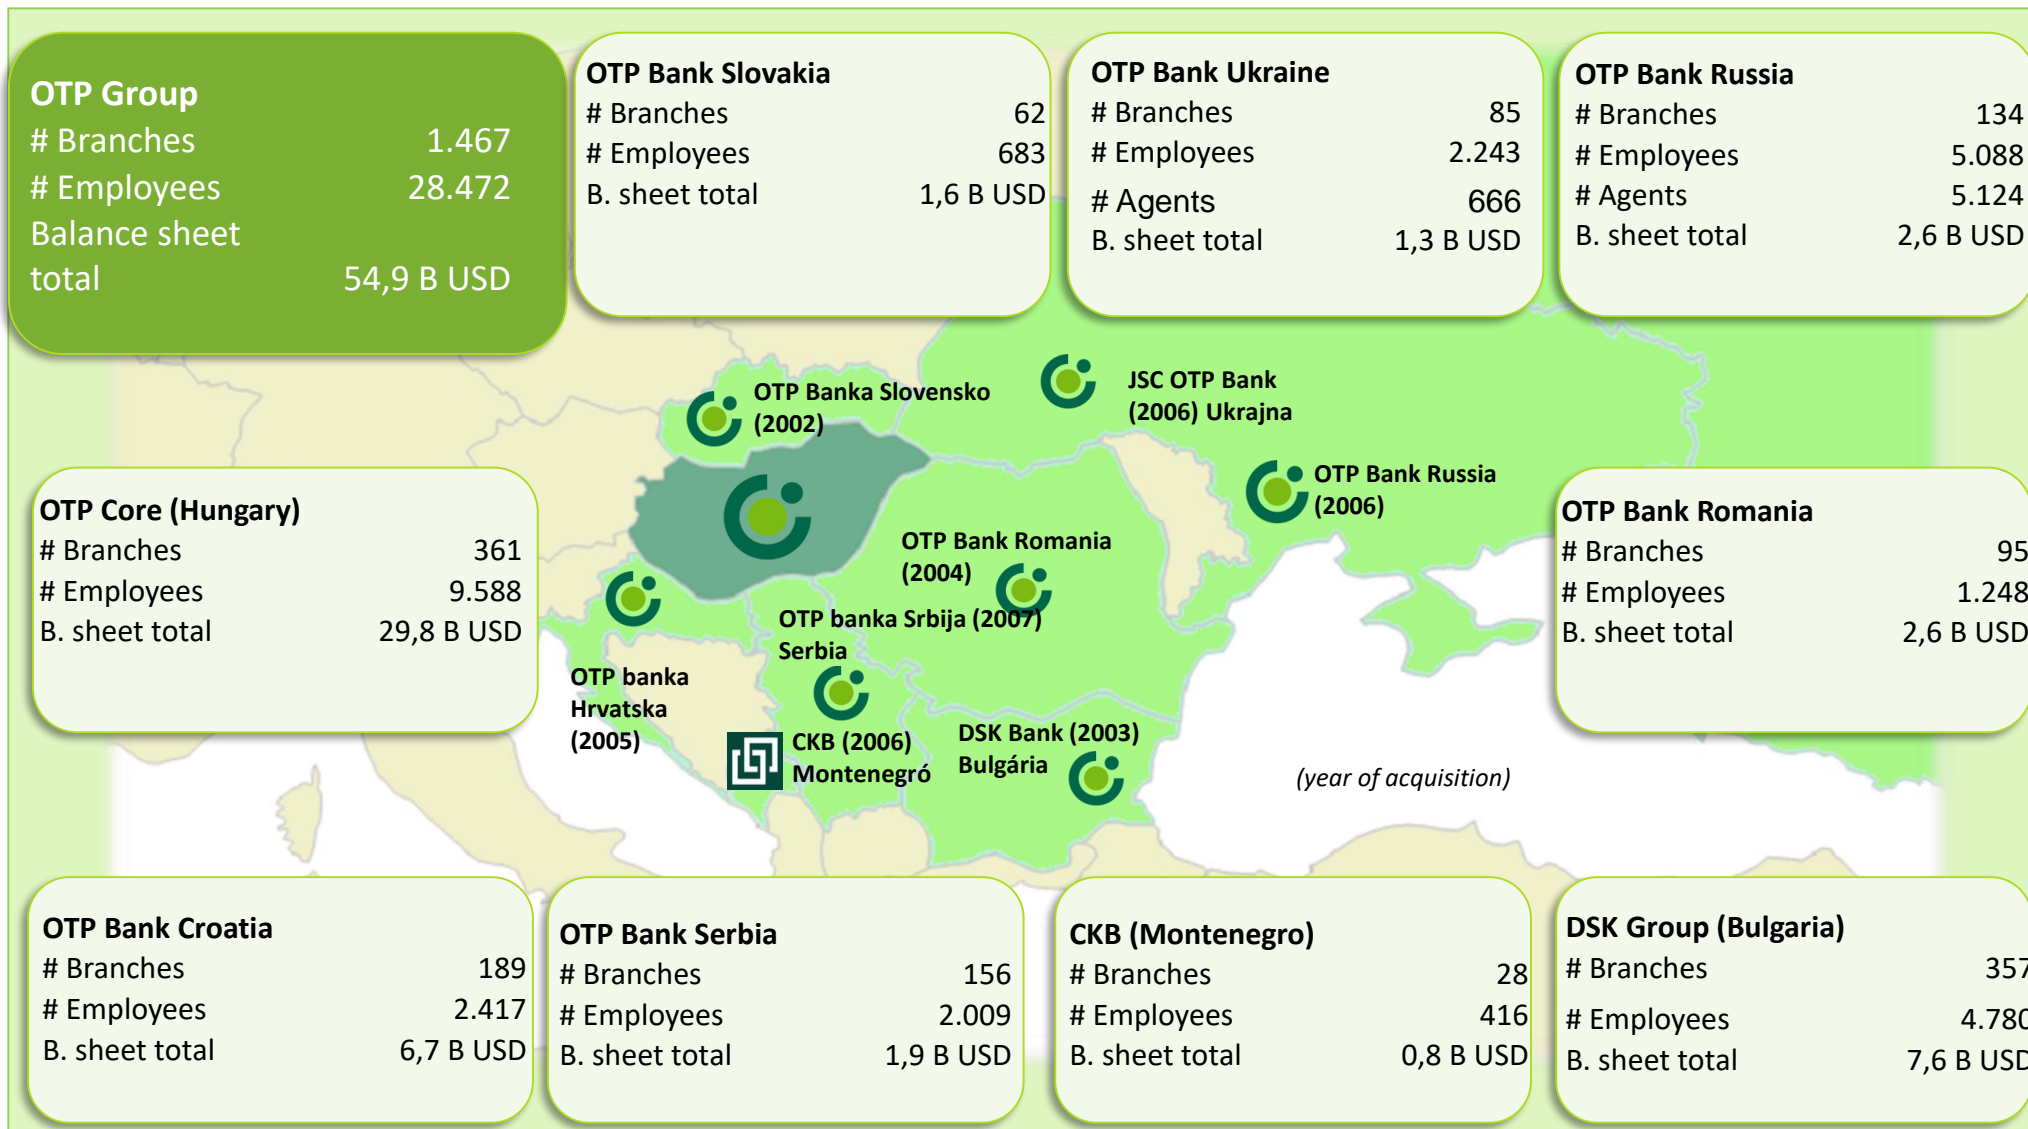 OTP Group
# Branches 1.467
# Employees 28.472
Balance sheet
total 54,9 B USD
OTP Bank Slovakia
# Branches 62
# Employees 683
B. sheet total 1,6 B USD
OTP Bank Ukraine
# Branches 85
# Employees 2.243
# Agents 666
B. sheet total 1,3 B USD
OTP Bank Russia
# Branches 134
# Employees 5.088
# Agents 5.124
B. sheet total 2,6 B USD
OTP Banka Slovensko
(2002)
JSC OTP Bank
(2006) Ukrajna
OTP Bank Russia
(2006)
OTP Core (Hungary)
# Branches 361
# Employees 9.588
B. sheet total 29,8 B USD
OTP Bank Romania
(2004)
OTP banka Srbija (2007)
Serbia
OTP banka
Hrvatska
(2005)
CKB (2006)
Montenegró
DSK Bank (2003)
Bulgária
(year of acquisition)
OTP Bank Romania
# Branches 95
# Employees 1.248
B. sheet total 2,6 B USD
OTP Bank Croatia
# Branches 189
# Employees 2.417
B. sheet total 6,7 B USD
OTP Bank Serbia
# Branches 156
# Employees 2.009
B. sheet total 1,9 B USD
CKB (Montenegro)
# Branches 28
# Employees 416
B. sheet total 0,8 B USD
DSK Group (Bulgaria)
# Branches 357
# Employees 4.780
B. sheet total 7,6 B USD